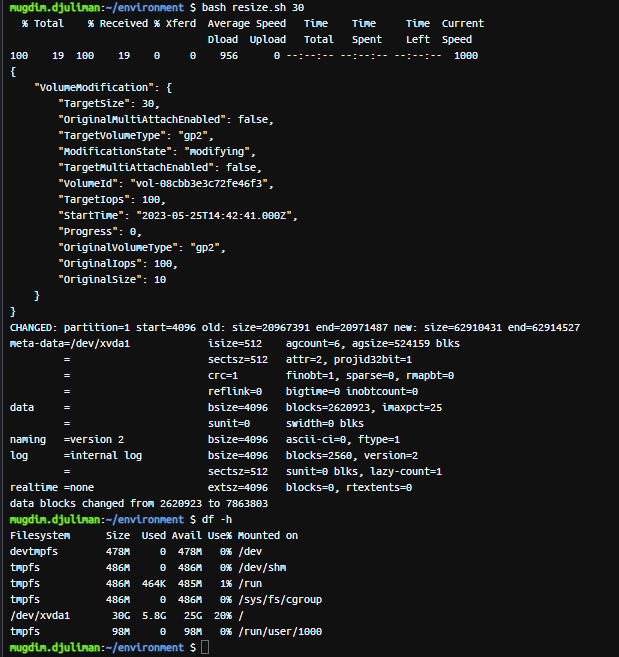 mugdim.djuliman:~/environment $ bash resize.sh 30
  % Total    % Received % Xferd  Average Speed   Time    Time     Time  Current
                                 Dload  Upload   Total   Spent    Left  Speed
100    19  100    19    0     0    956      0 --:--:-- --:--:-- --:--:--  1000
{
    "VolumeModification": {
        "TargetSize": 30,
        "OriginalMultiAttachEnabled": false,
        "TargetVolumeType": "gp2",
        "ModificationState": "modifying",
        "TargetMultiAttachEnabled": false,
        "VolumeId": "vol-08cbb3e3c72fe46f3",
        "TargetIops": 100,
        "StartTime": "2023-05-25T14:42:41.000Z",
        "Progress": 0,
        "OriginalVolumeType": "gp2",
        "OriginalIops": 100,
        "OriginalSize": 10
    }
}
CHANGED: partition=1 start=4096 old: size=20967391 end=20971487 new: size=62910431 end=62914527
meta-data=/dev/xvda1             isize=512    agcount=6, agsize=524159 blks
         =                       sectsz=512   attr=2, projid32bit=1
         =                       crc=1        finobt=1, sparse=0, rmapbt=0
         =                       reflink=0    bigtime=0 inobtcount=0
data     =                       bsize=4096   blocks=2620923, imaxpct=25
         =                       sunit=0      swidth=0 blks
naming   =version 2              bsize=4096   ascii-ci=0, ftype=1
log      =internal log           bsize=4096   blocks=2560, version=2
         =                       sectsz=512   sunit=0 blks, lazy-count=1
realtime =none                   extsz=4096   blocks=0, rtextents=0
data blocks changed from 2620923 to 7863803
mugdim.djuliman:~/environment $ df -h
Filesystem      Size  Used Avail Use% Mounted on
devtmpfs        478M     0  478M   0% /dev
tmpfs           486M     0  486M   0% /dev/shm
tmpfs           486M  464K  485M   1% /run
tmpfs           486M     0  486M   0% /sys/fs/cgroup
/dev/xvda1       30G  5.8G   25G  20% /
tmpfs            98M     0   98M   0% /run/user/1000
mugdim.djuliman:~/environment $